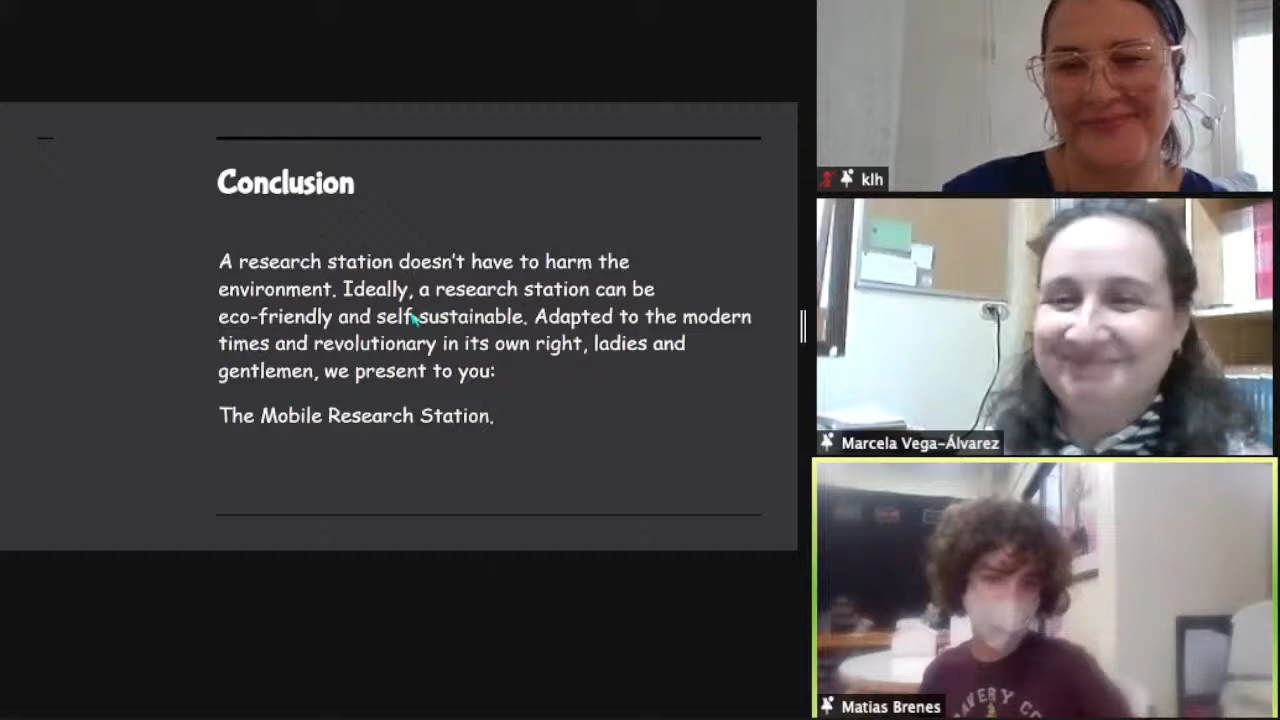 Conclusion
A research station doesn't have to harm the
environment. Ideally, a research station can be
eco-friendly and self-sustainable. Adapted to the modern
times and revolutionary in its own right, ladies and
gentlemen, we present to you:
The Mobile Research Station.
klh
Marcela Vega-Álvarez
Matias Brenes